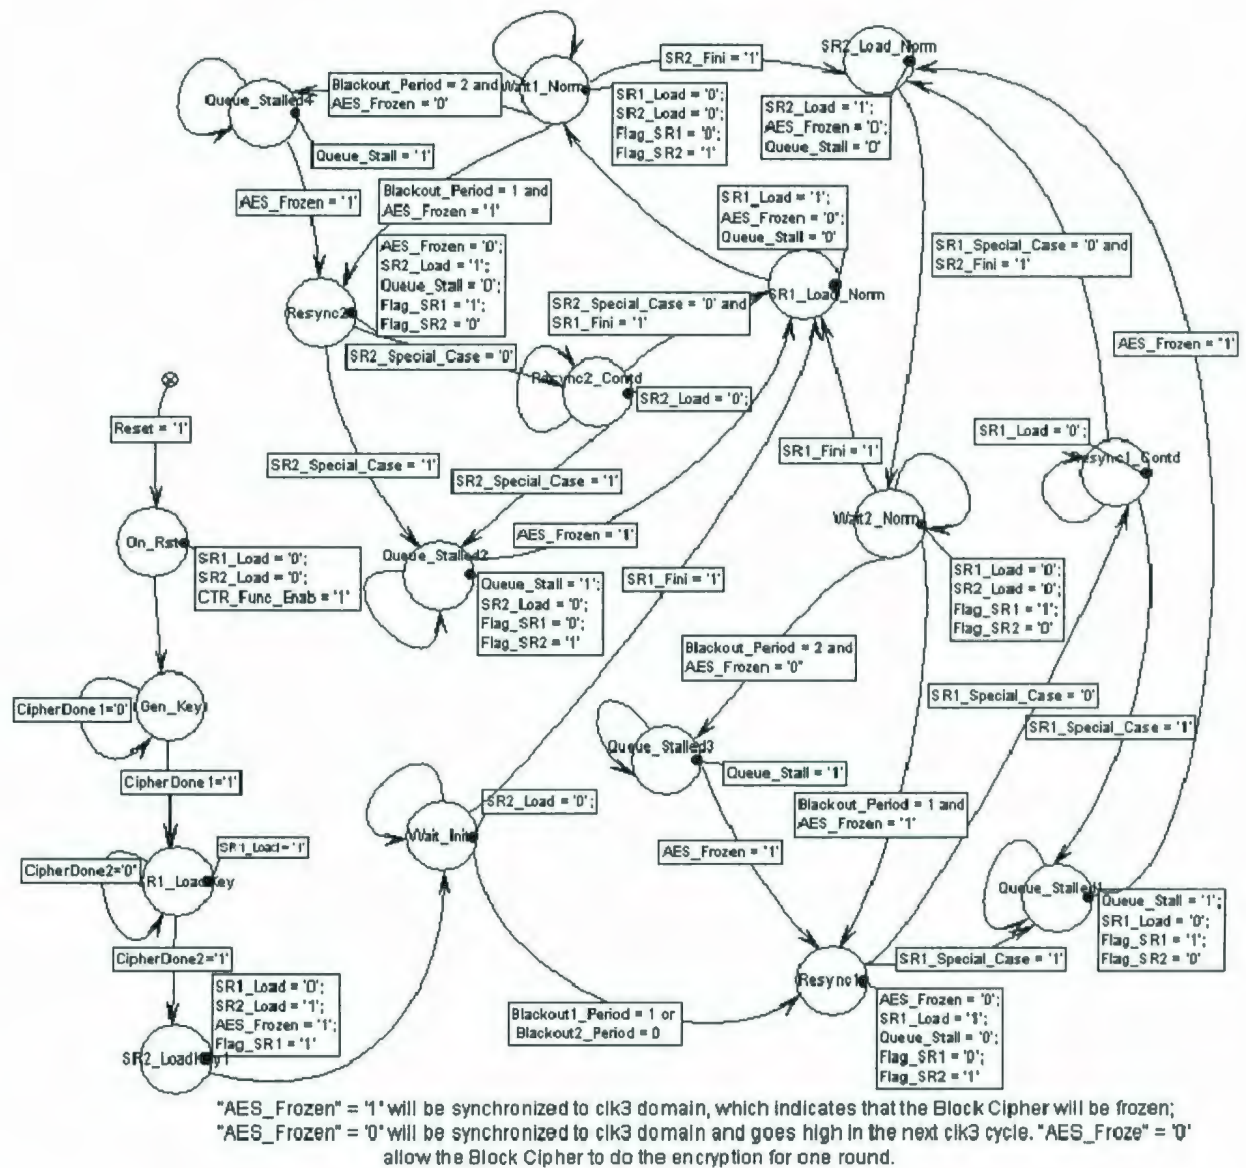 SR2_Load_Norm
SR2_Fini = '1'
Wait1_Norm
Blackout_Period = 2 and
AES_Frozen = '0'
Queue_Stalled4
SR1_Load = '0';
SR2_Load = '0';
Flag_SR1 = '0';
Flag_SR2 = '1'
SR2_Load = '1';
AES_Frozen = '0';
Queue_Stall = '0'
Queue_Stall = '1'
AES_Frozen = '1'
Blackout_Period = 1 and
AES_Frozen = '1'
SR1_Load = '1';
AES_Frozen = '0';
Queue_Stall = '0'
AES_Frozen = '0';
SR2_Load = '1';
Queue_Stall = '0';
Flag_SR1 = '1';
Flag_SR2 = '0'
Resync2
SR1_Special_Case = '0' and
SR2_Fini = '1'
SR1_Load_Norm
SR2_Special_Case = '0' and
SR1_Fini = '1'
AES_Frozen = '1'
SR2_Special_Case = '0'
Resync2_Contd
SR2_Load = '0';
Reset = '1'
SR1_Load = '0';
SR1_Fini = '1'
Resync1_Contd
SR2_Special_Case = '1'
SR2_Special_Case = '1'
Wait2_Norm
On_Rst
AES_Frozen = '1'
Queue_Stalled2
SR1_Load = '0';
SR2_Load = '0';
CTR_Func_Enab = '1'
Queue_Stall = '1';
SR2_Load = '0';
Flag_SR1 = '0';
Flag_SR2 = '1'
SR1_Fini = '1'
SR1_Load = '0';
SR2_Load = '0';
Flag_SR1 = '1';
Flag_SR2 = '0'
Blackout_Period = 2 and
AES_Frozen = '0"
SR1_Special_Case = '0'
CipherDone1='0'
Gen_Key
SR1_Special_Case = '1'
Queue_Stalled3
Queue_Stall = '1'
CipherDone1='1'
SR2_Load = '0';
Blackout_Period = 1 and
AES_Frozen = '1'
Wait_Init
SR1_Load = '1'
AES_Frozen = '1'
CipherDone2='0'
SR1_LoadKey
Queue_Stalled1
Queue_Stall = '1';
SR1_Load = '0';
Flag_SR1 = '1';
Flag_SR2 = '0'
CipherDone2='1'
SR1_Special_Case = '1'
Resync1
SR1_Load = '0';
SR2_Load = '1';
AES_Frozen = '1';
Flag_SR1 = '1'
AES_Frozen = '0';
SR1_Load = '1';
Queue_Stall = '0';
Flag_SR1 = '0';
Flag_SR2 = '1'
Blackout1_Period = 1 or
Blackout2_Period = 0
SR2_LoadKey1
"AES_Frozen" = '1' will be synchronized to clk3 domain, which indicates that the Block Cipher will be frozen;
"AES_Frozen" = '0' will be synchronized to clk3 domain and goes high in the next clk3 cycle. "AES_Froze" = '0'
allow the Block Cipher to do the encryption for one round.